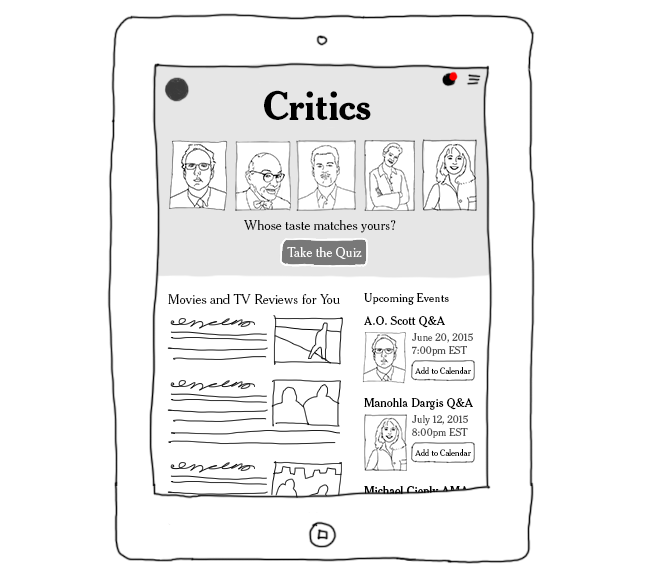 Critics
Whose taste matches yours?
Take the Quiz
Movies and TV Reviews for You
Upcoming Events
A.O. Scott Q&A
June 20, 2015
7:00pm EST
Add to Calendar
Manohla Dargis Q&A
July 12, 2015
8:00pm EST
Add to Calendar
Michael Cieply AMA